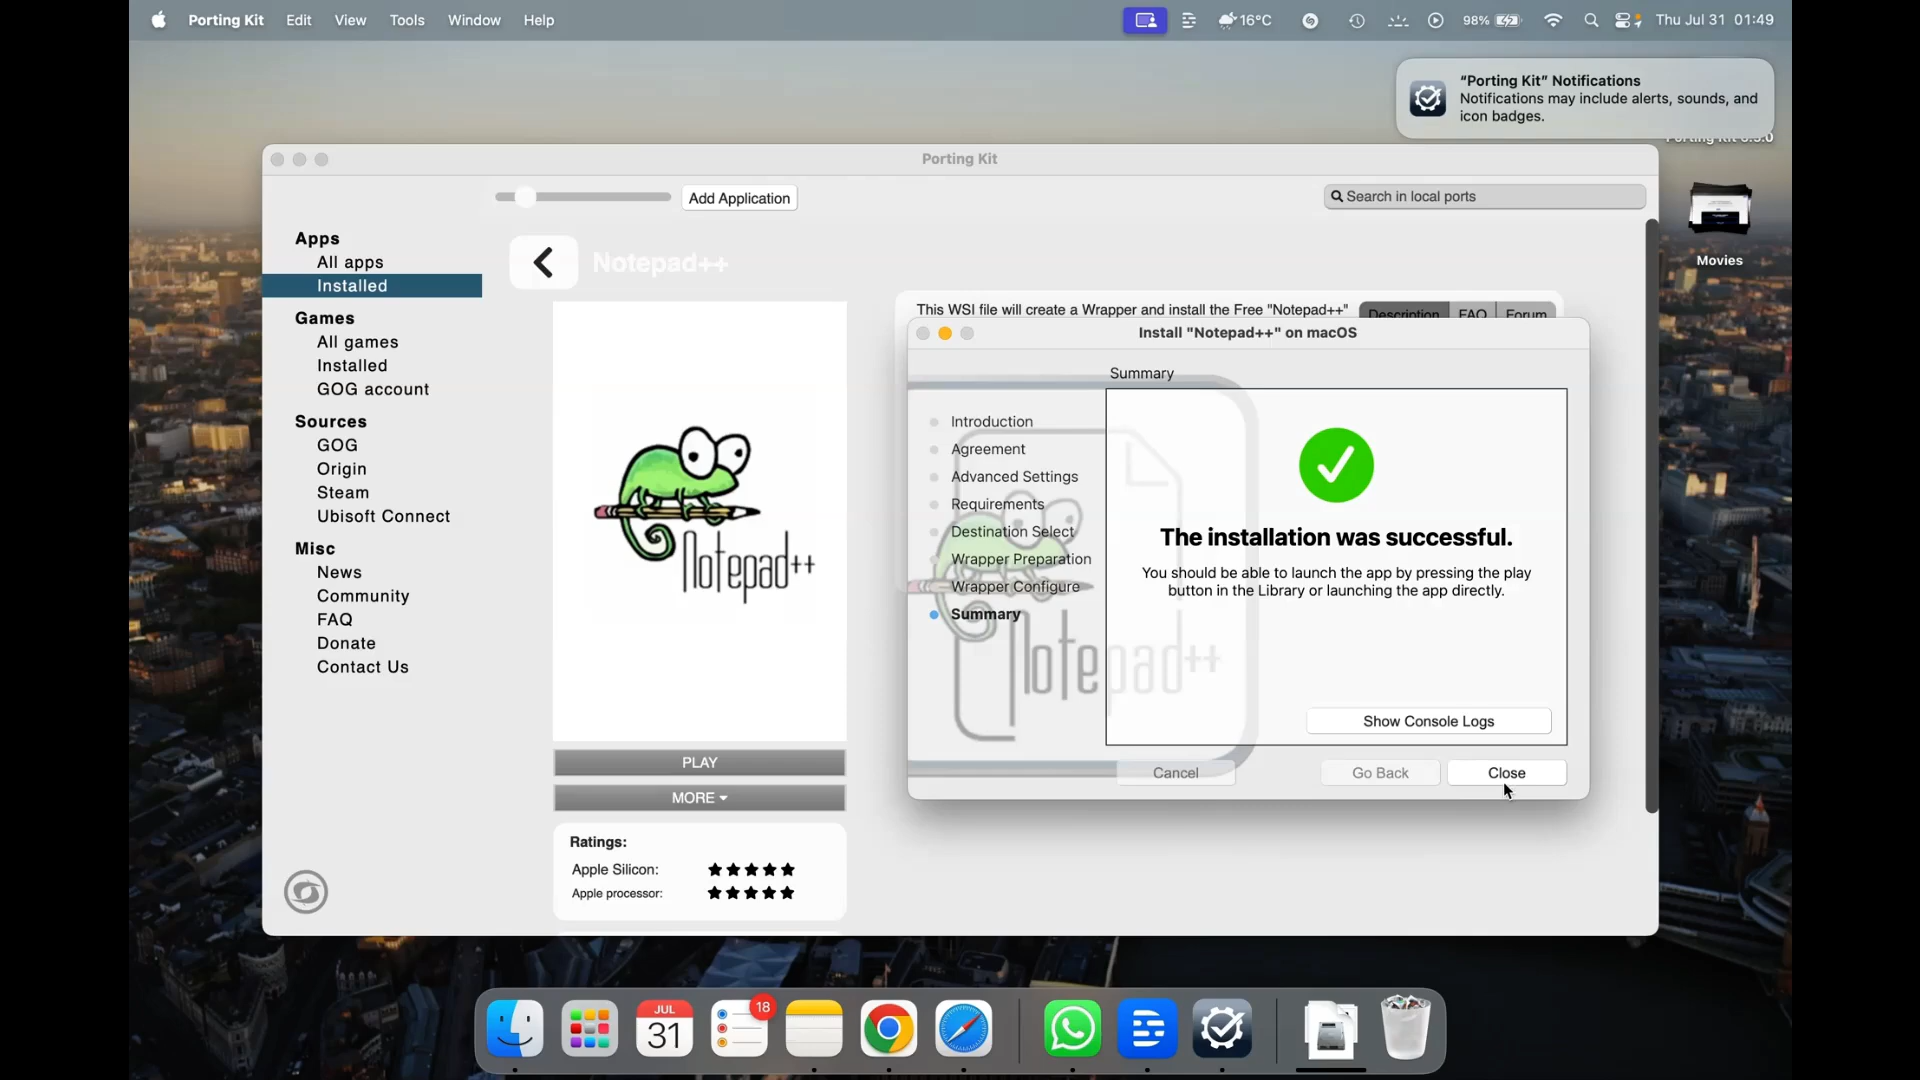 Porting Kit Edit View Tools Window Help
16°C 98% Thu Jul 31 01:49
"Porting Kit" Notifications
Notifications may include alerts, sounds, and
icon badges.
Porting Kit
Add Application
Search in local ports
Movies
Apps
All apps
Installed
Games
All games
Installed
GOG account
Sources
GOG
Origin
Steam
Ubisoft Connect
Misc
News
Community
FAQ
Donate
Contact Us
Notepad++
Notepad++
PLAY
MORE
Ratings:
Apple Silicon:
Apple processor:
This WSI file will create a Wrapper and install the Free "Notepad++"
Description FAQ Forum
Install "Notepad++" on macOS
Summary
Introduction
Agreement
Advanced Settings
Requirements
Destination Select
Wrapper Preparation
Wrapper Configure
Summary
Notepad++
The installation was successful.
You should be able to launch the app by pressing the play
button in the Library or launching the app directly.
Show Console Logs
Cancel Go Back Close
JUL
31
18